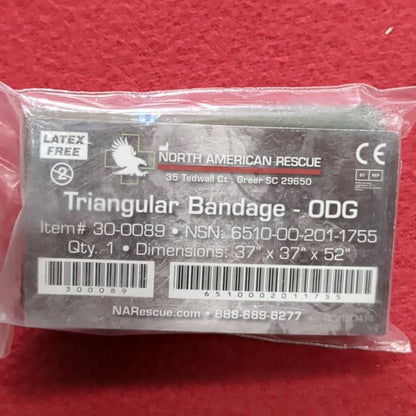 LATEX
FREE
2
NORTH AMERICAN RESCUE
35 Tedwall Ct., Greer SC 29650
CE
Triangular Bandage - ODG
Item# 30-0089 • NSN: 6510-00-201-1755
Qty. 1 • Dimensions: 37" x 37" x 52"
300089
6510002011755
NARescue.com • 888-689-6277